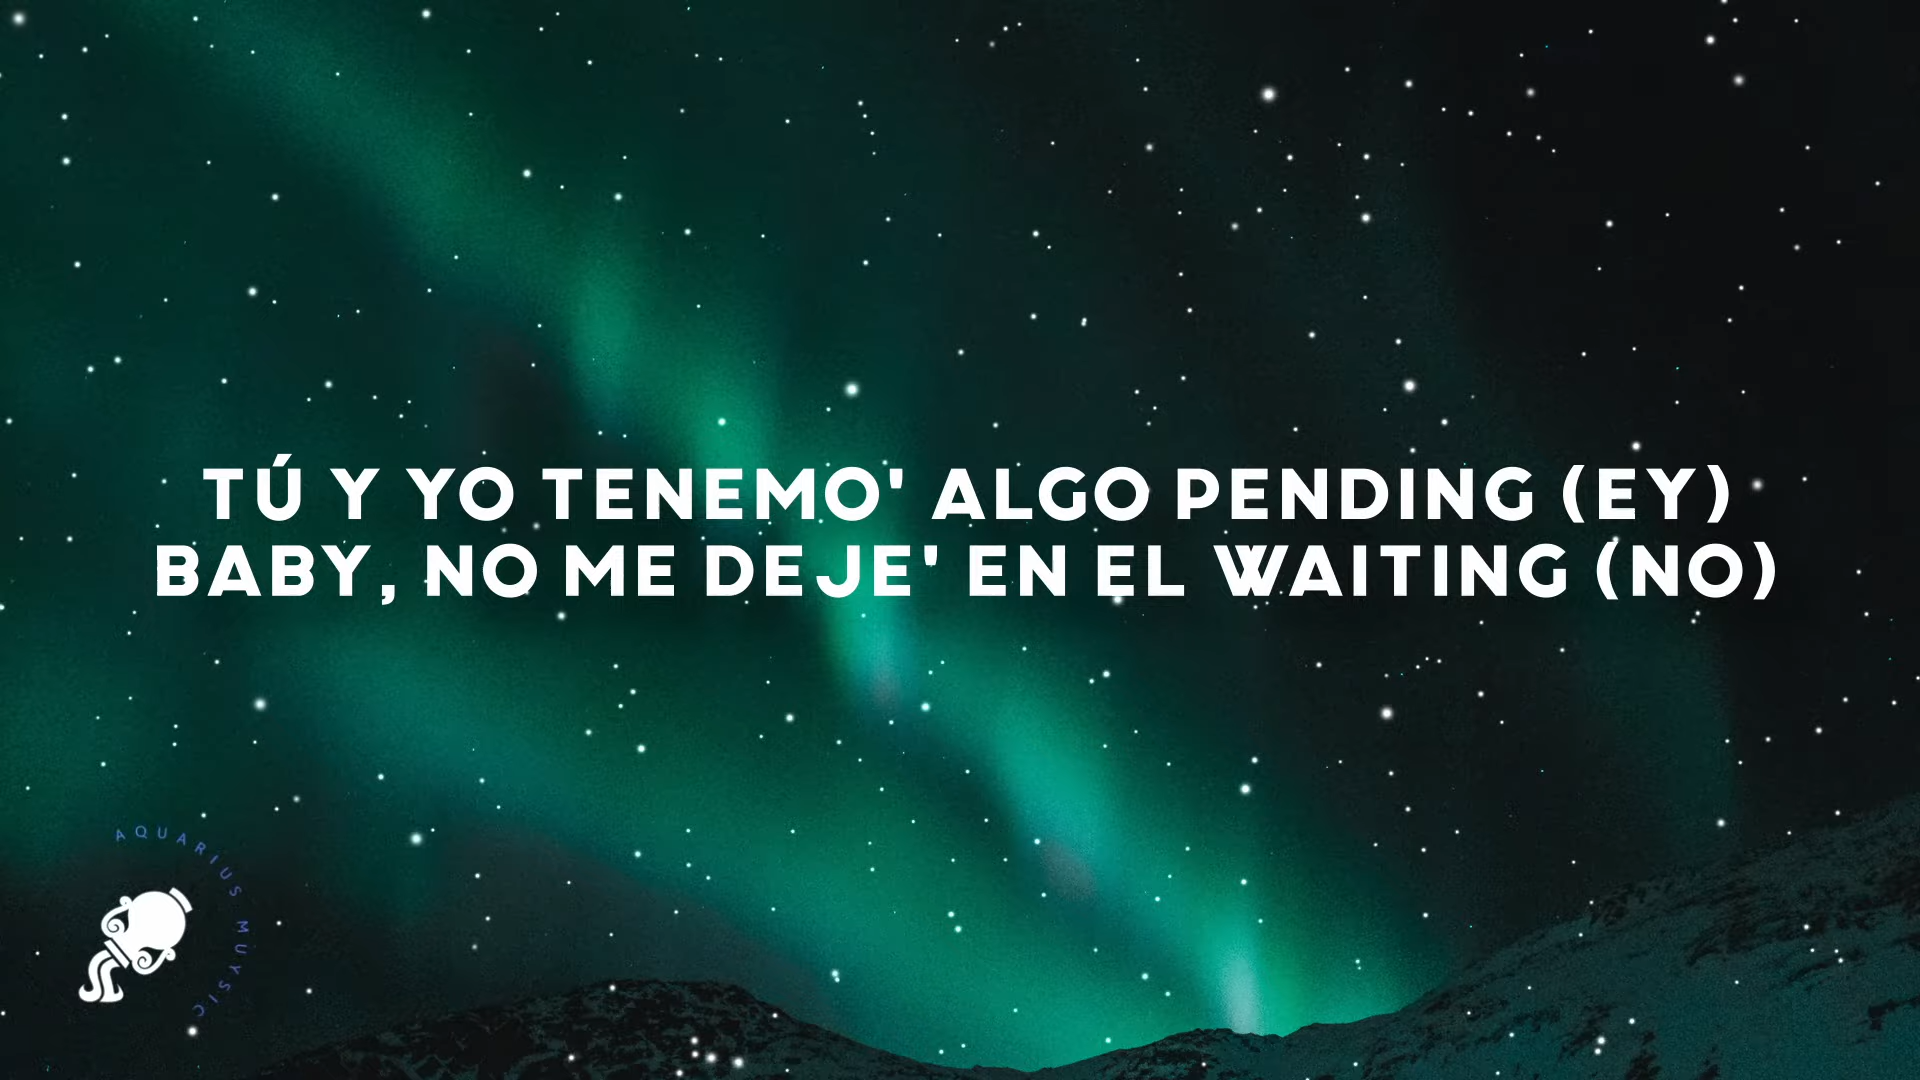 TÚ Y YO TENEMO' ALGO PENDING (EY)
BABY, NO ME DEJE' EN EL WAITING (NO)
AQUARIUS MUYSIC